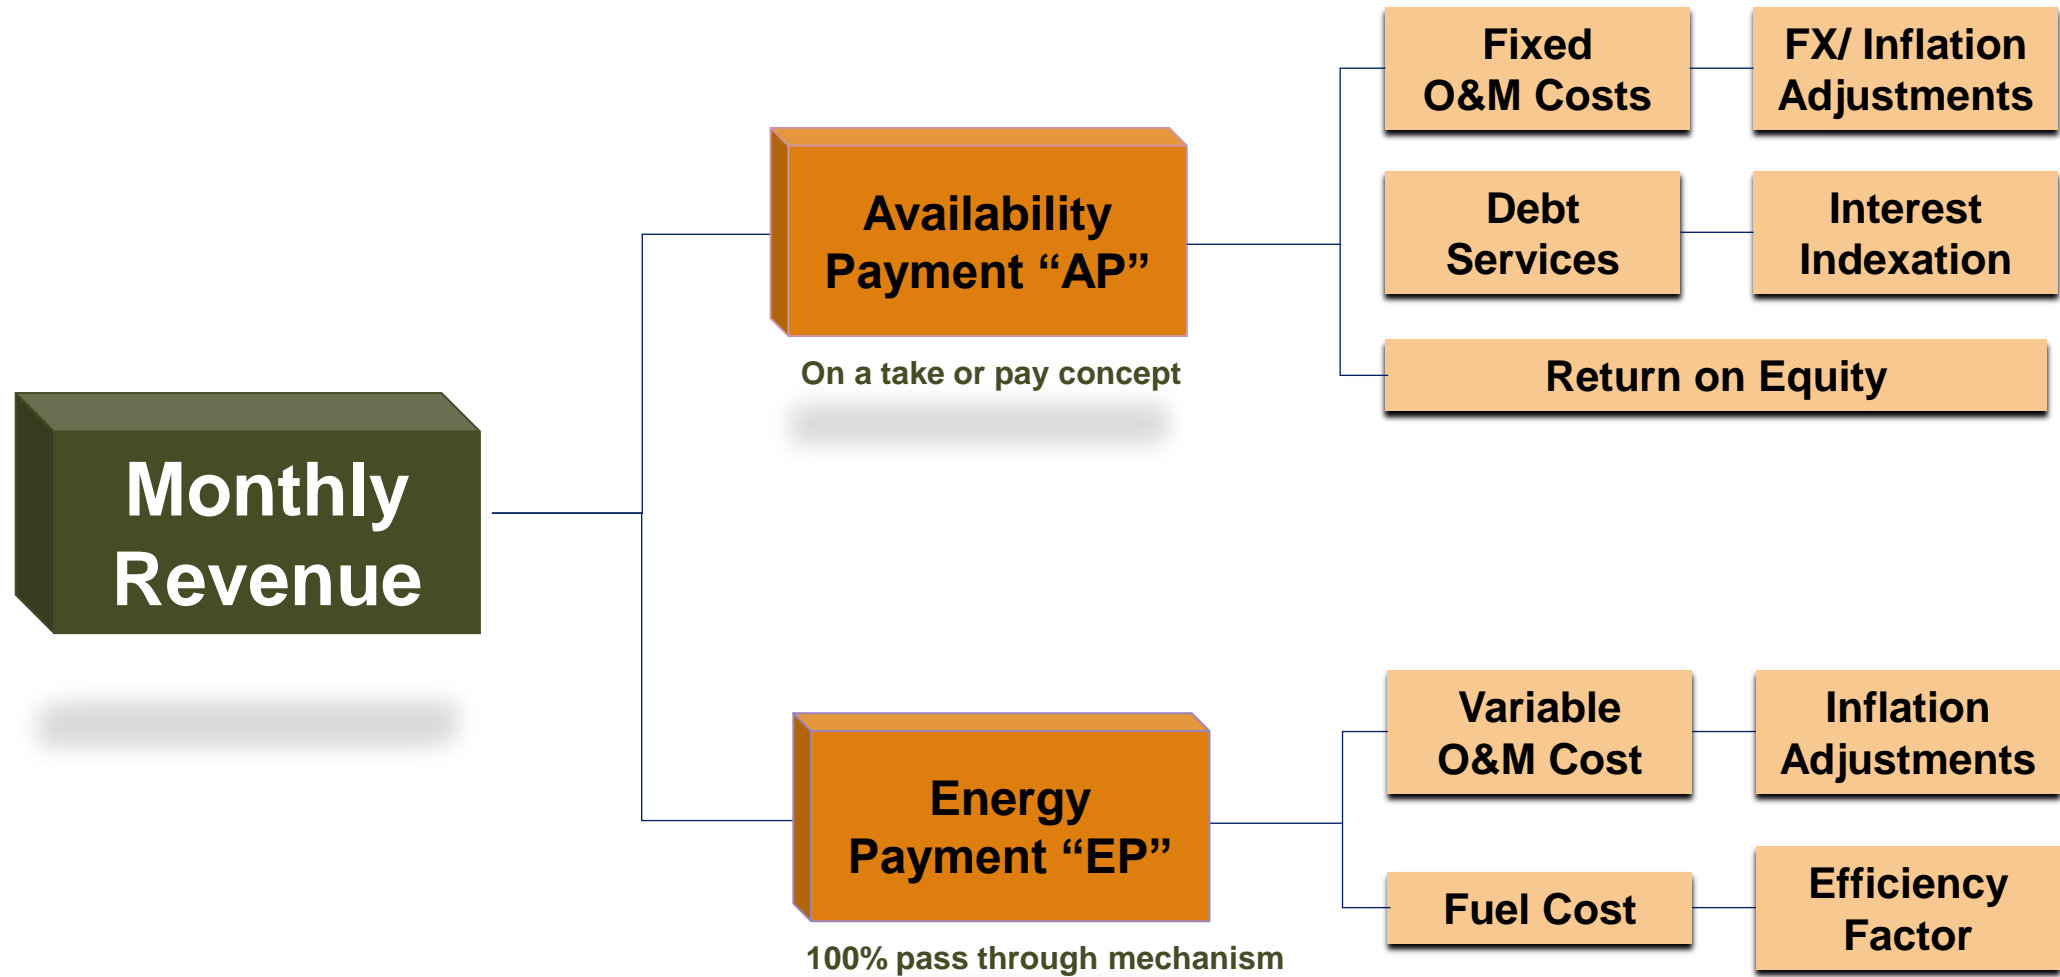 Monthly
Revenue
Availability
Payment “AP”
On a take or pay concept
Fixed
O&M Costs
FX/ Inflation
Adjustments
Debt
Services
Interest
Indexation
Return on Equity
Energy
Payment “EP”
100% pass through mechanism
Variable
O&M Cost
Inflation
Adjustments
Fuel Cost
Efficiency
Factor